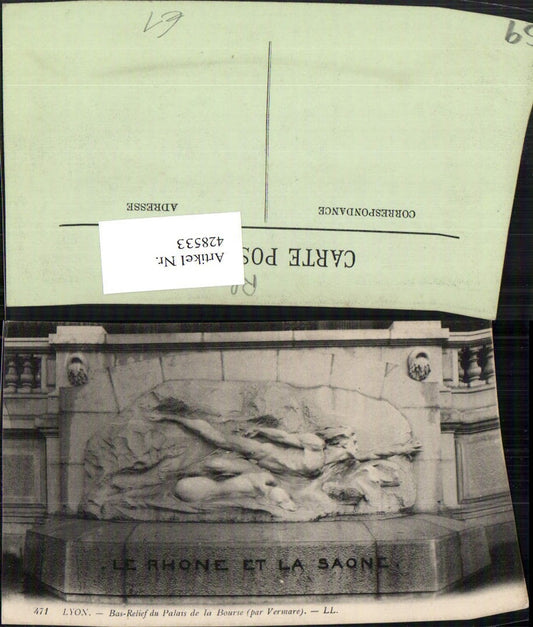 67
69
ADRESSE
CORRESPONDANCE
CARTE POS
Artikel Nr.
428533
LE RHONE ET LA SAONE.
471 LYON. — Bas-Relief du Palais de la Bourse (par Vermare). — LL.